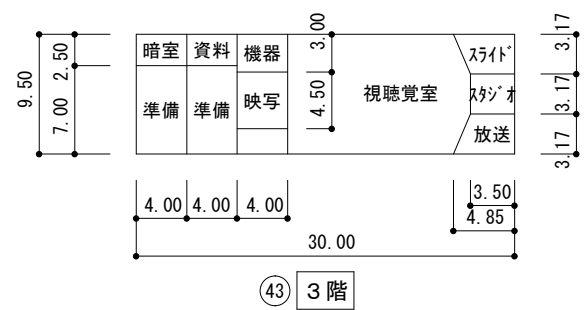 9.50
2.50
7.00
暗室 資料 機器
準備 準備 映写
3.00
4.50
視聴覚室
スライド
スタジオ
放送
3.17
3.17
3.17
4.00 4.00 4.00
3.50
4.85
30.00
43 3階